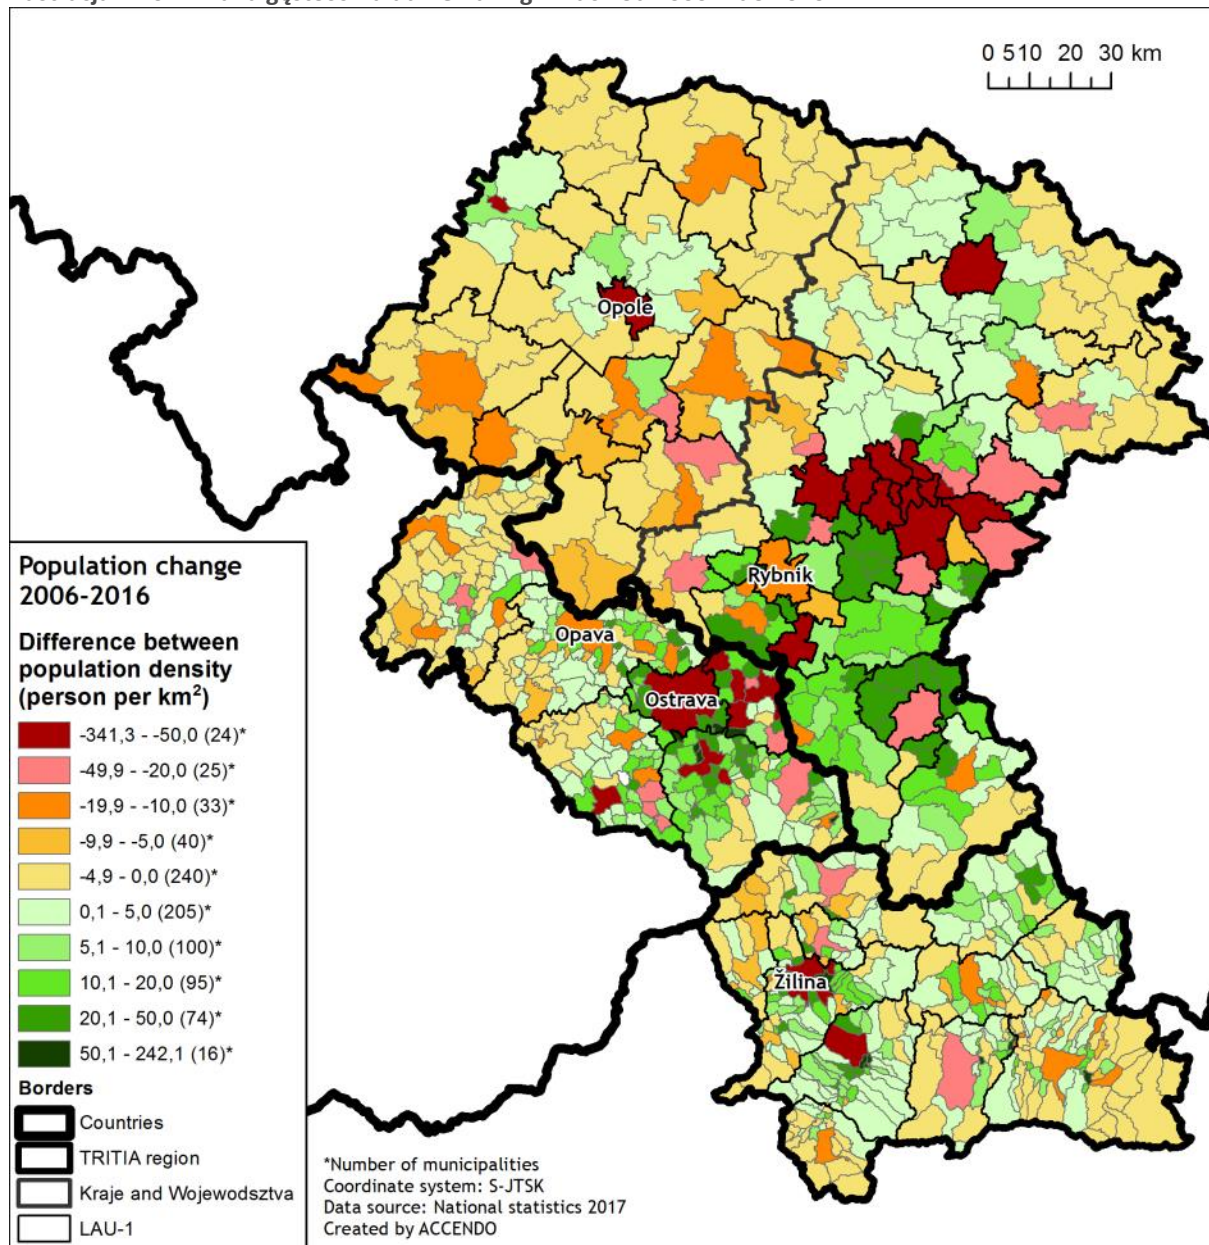 0 510 20 30 km
Opole
Rybnik
Opava
Ostrava
Žilina
Population change
2006-2016
Difference between
population density
(person per km²)
-341,3 - -50,0 (24)*
-49,9 - -20,0 (25)*
-19,9 - -10,0 (33)*
-9,9 - -5,0 (40)*
-4,9 - 0,0 (240)*
0,1 - 5,0 (205)*
5,1 - 10,0 (100)*
10,1 - 20,0 (95)*
20,1 - 50,0 (74)*
50,1 - 242,1 (16)*
Borders
Countries
TRITIA region
Kraje and Wojewodsztva
LAU-1
*Number of municipalities
Coordinate system: S-JTSK
Data source: National statistics 2017
Created by ACCENDO